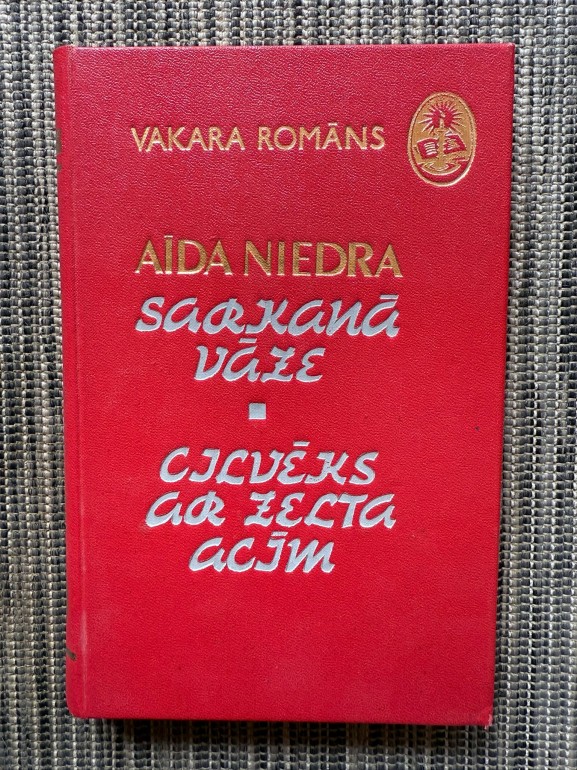 VAKARA ROMĀNS
AĪDA NIEDRA
SARKANĀ
VĀZE
CILVĒKS
AR ZELTA
ACĪM